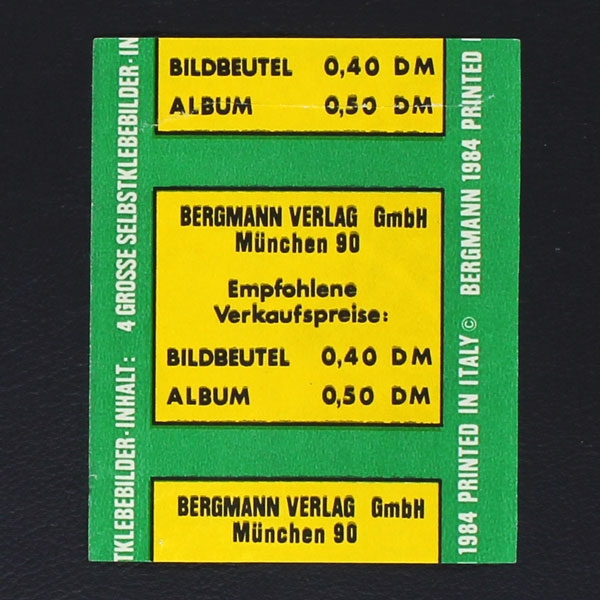 BILDBEUTEL 0,40 DM
ALBUM 0,50 DM
BERGMANN VERLAG GmbH
München 90
Empfohlene
Verkaufspreise:
BILDBEUTEL 0,40 DM
ALBUM 0,50 DM
BERGMANN VERLAG GmbH
München 90
TKLEBEBILDER · INHALT: 4 GROSSE SELBSTKLEBEBILDER · IN
1984 PRINTED IN ITALY © BERGMANN 1984 PRINTED I